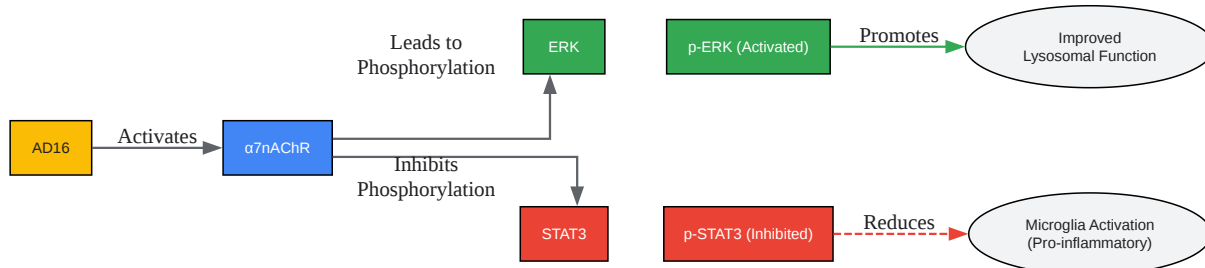 AD16
Activates
α7nAChR
Leads to
Phosphorylation
ERK
p-ERK (Activated)
Promotes
Improved
Lysosomal Function
Inhibits
Phosphorylation
STAT3
p-STAT3 (Inhibited)
Reduces
Microglia Activation
(Pro-inflammatory)